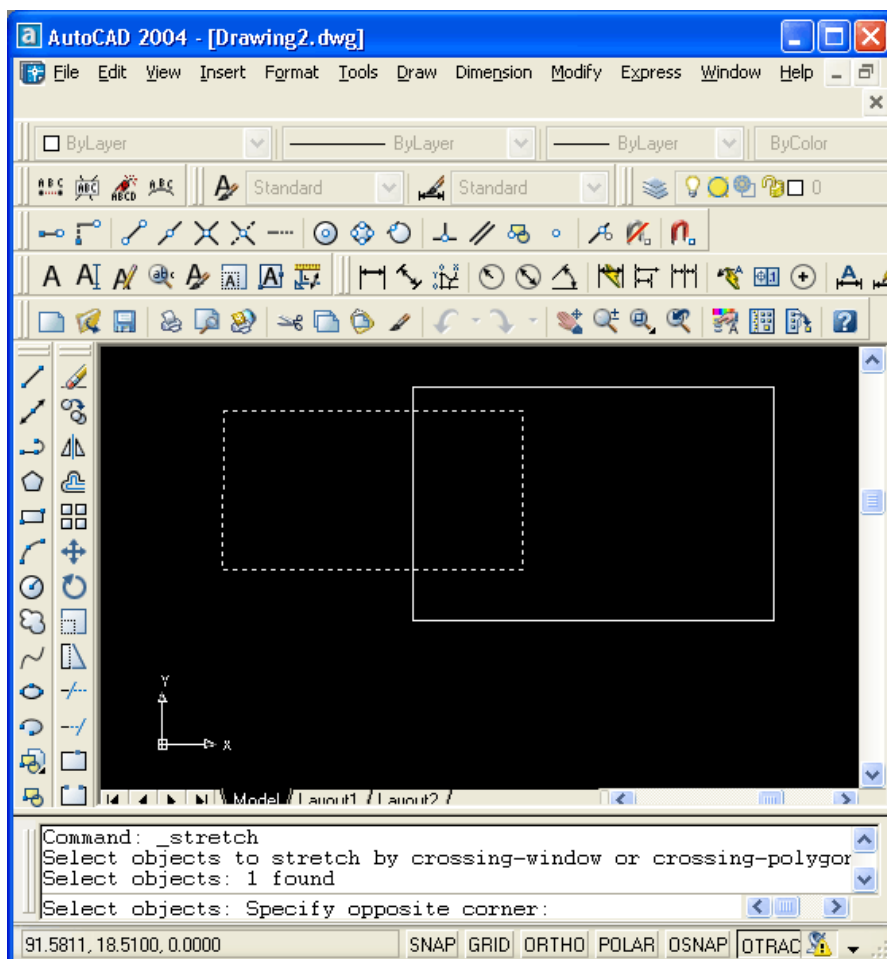 AutoCAD 2004 - [Drawing2.dwg]
File Edit View Insert Format Tools Draw Dimension Modify Express Window Help
ByLayer ByLayer ByLayer ByColor
Standard Standard 0
X
Y
Model Layout1 Layout2
Command: _stretch
Select objects to stretch by crossing-window or crossing-polygon
Select objects: 1 found
Select objects: Specify opposite corner:
91.5811, 18.5100, 0.0000 SNAP GRID ORTHO POLAR OSNAP OTRAC